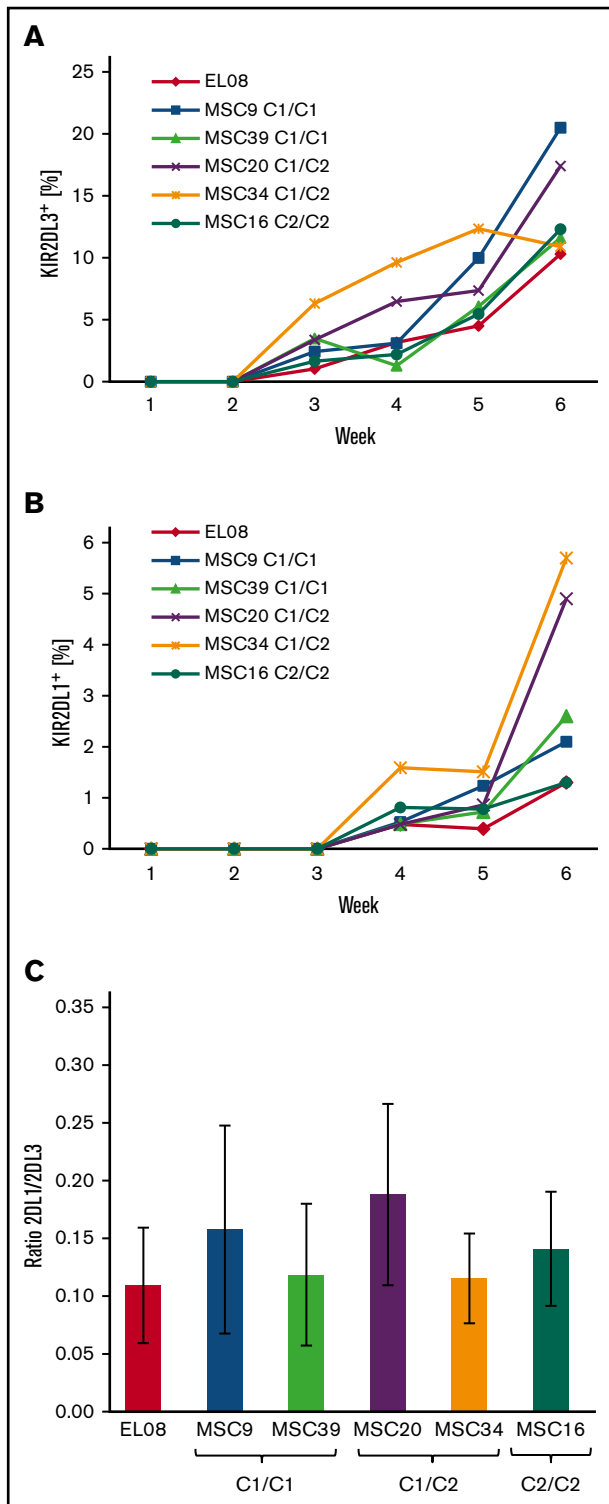 A
KIR2DL3+ [%]
25
20
15
10
5
0
EL08
MSC9 C1/C1
MSC39 C1/C1
MSC20 C1/C2
MSC34 C1/C2
MSC16 C2/C2
1 2 3 4 5 6
Week
B
KIR2DL1+ [%]
6
5
4
3
2
1
0
EL08
MSC9 C1/C1
MSC39 C1/C1
MSC20 C1/C2
MSC34 C1/C2
MSC16 C2/C2
1 2 3 4 5 6
Week
C
Ratio 2DL1/2DL3
0.35
0.30
0.25
0.20
0.15
0.10
0.05
0.00
EL08 MSC9 MSC39 MSC20 MSC34 MSC16
C1/C1 C1/C2 C2/C2